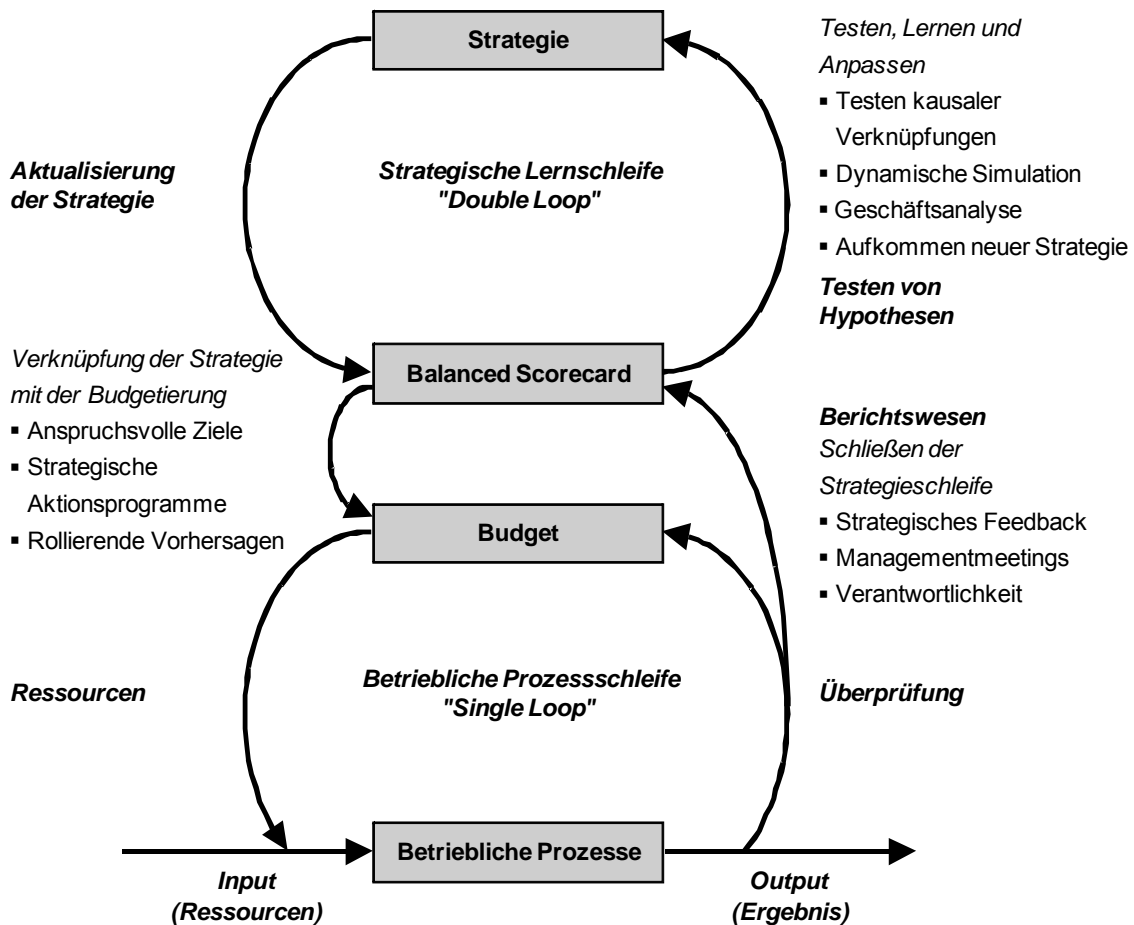 Strategie
Testen, Lernen und
Anpassen
▪ Testen kausaler
Verknüpfungen
▪ Dynamische Simulation
▪ Geschäftsanalyse
▪ Aufkommen neuer Strategie
Testen von
Hypothesen
Aktualisierung
der Strategie
Strategische Lernschleife
"Double Loop"
Balanced Scorecard
Verknüpfung der Strategie
mit der Budgetierung
▪ Anspruchsvolle Ziele
▪ Strategische
Aktionsprogramme
▪ Rollierende Vorhersagen
Budget
Berichtswesen
Schließen der
Strategieschleife
▪ Strategisches Feedback
▪ Managementmeetings
▪ Verantwortlichkeit
Ressourcen
Betriebliche Prozessschleife
"Single Loop"
Überprüfung
Betriebliche Prozesse
Input
(Ressourcen)
Output
(Ergebnis)